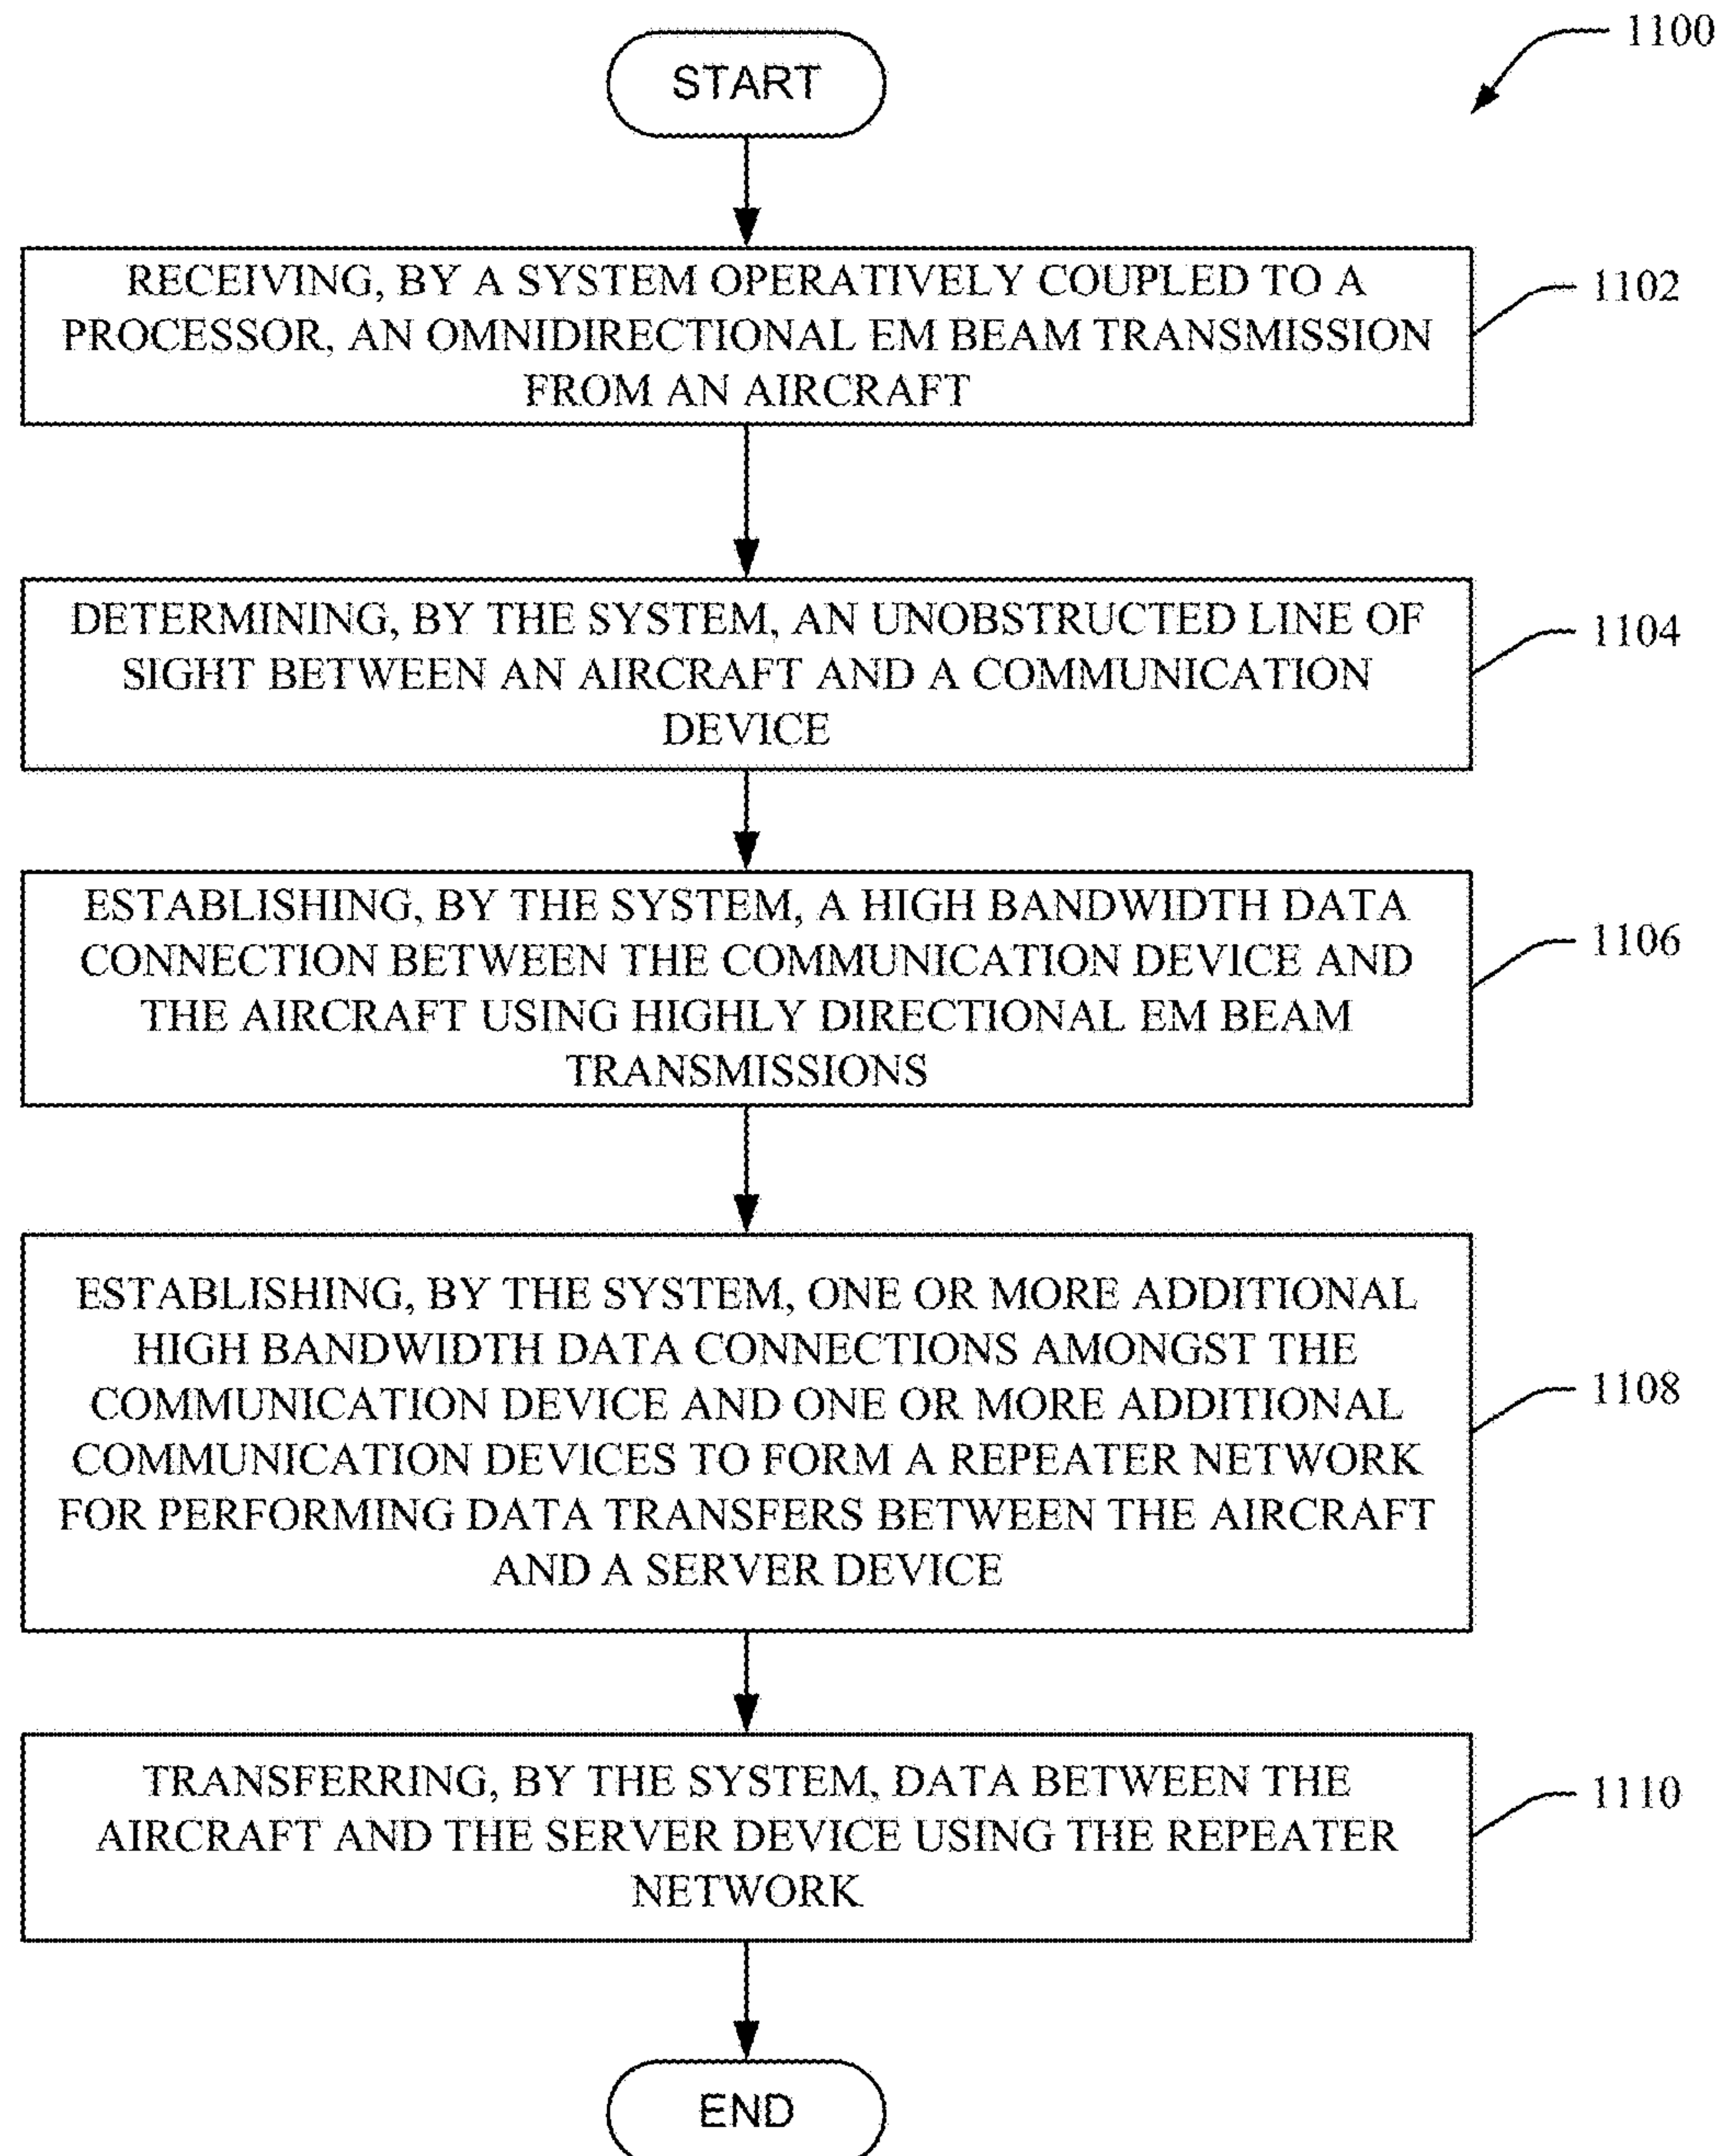 1100
START
RECEIVING, BY A SYSTEM OPERATIVELY COUPLED TO A
PROCESSOR, AN OMNIDIRECTIONAL EM BEAM TRANSMISSION
FROM AN AIRCRAFT
1102
DETERMINING, BY THE SYSTEM, AN UNOBSTRUCTED LINE OF
SIGHT BETWEEN AN AIRCRAFT AND A COMMUNICATION
DEVICE
1104
ESTABLISHING, BY THE SYSTEM, A HIGH BANDWIDTH DATA
CONNECTION BETWEEN THE COMMUNICATION DEVICE AND
THE AIRCRAFT USING HIGHLY DIRECTIONAL EM BEAM
TRANSMISSIONS
1106
ESTABLISHING, BY THE SYSTEM, ONE OR MORE ADDITIONAL
HIGH BANDWIDTH DATA CONNECTIONS AMONGST THE
COMMUNICATION DEVICE AND ONE OR MORE ADDITIONAL
COMMUNICATION DEVICES TO FORM A REPEATER NETWORK
FOR PERFORMING DATA TRANSFERS BETWEEN THE AIRCRAFT
AND A SERVER DEVICE
1108
TRANSFERRING, BY THE SYSTEM, DATA BETWEEN THE
AIRCRAFT AND THE SERVER DEVICE USING THE REPEATER
NETWORK
1110
END